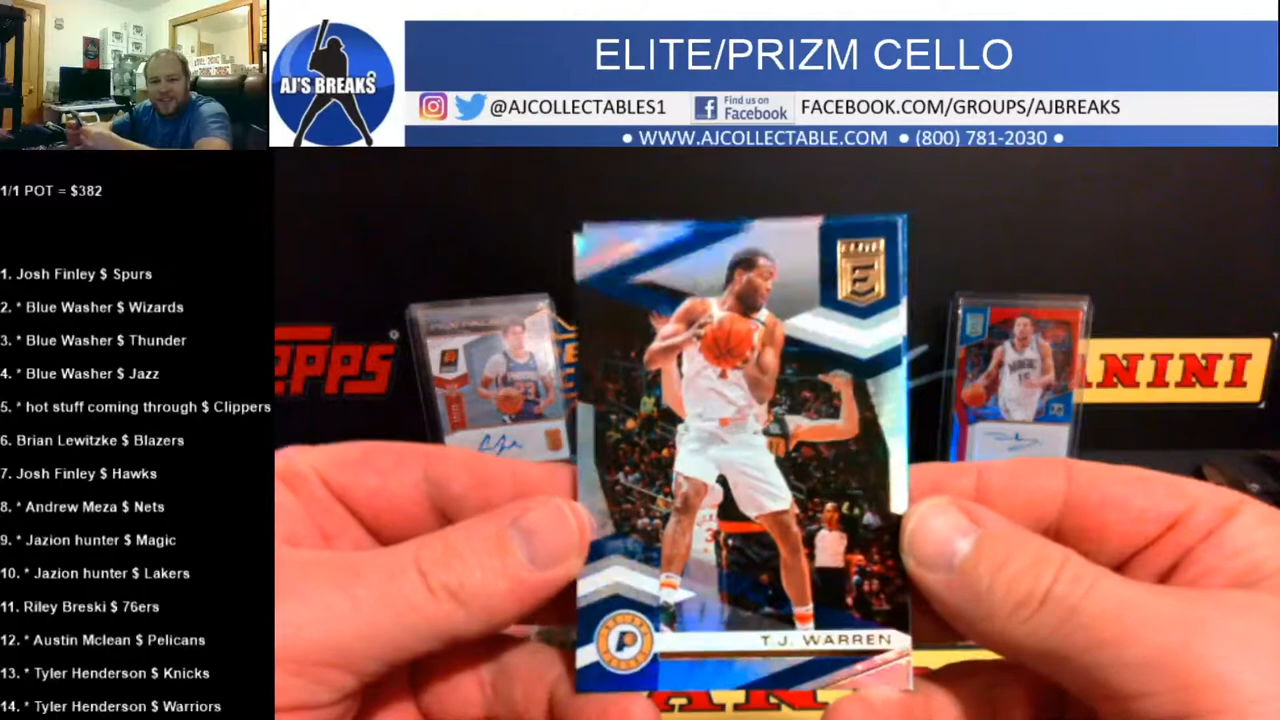 AJ'S BREAKS
ELITE/PRIZM CELLO
@AJCOLLECTABLES1
Find us on
Facebook
FACEBOOK.COM/GROUPS/AJBREAKS
● WWW.AJCOLLECTABLE.COM ● (800) 781-2030 ●
1/1 POT = $382
1. Josh Finley $ Spurs
2. * Blue Washer $ Wizards
3. * Blue Washer $ Thunder
4. * Blue Washer $ Jazz
5. * hot stuff coming through $ Clippers
6. Brian Lewitzke $ Blazers
7. Josh Finley $ Hawks
8. * Andrew Meza $ Nets
9. * Jazion hunter $ Magic
10. * Jazion hunter $ Lakers
11. Riley Breski $ 76ers
12. * Austin Mclean $ Pelicans
13. * Tyler Henderson $ Knicks
14. * Tyler Henderson $ Warriors
TOPPS
PANINI
E
T.J. WARREN